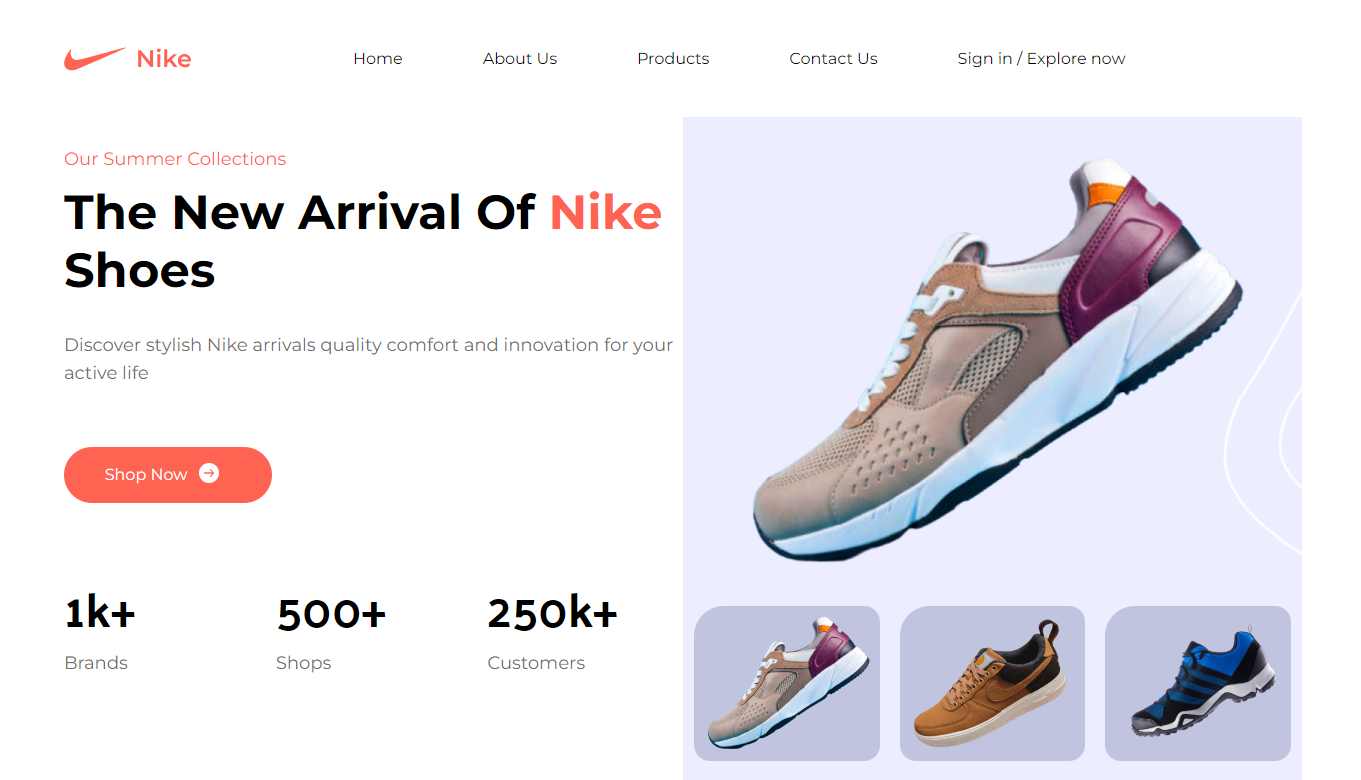 Nike
Home
About Us
Products
Contact Us
Sign in / Explore now
Our Summer Collections
The New Arrival Of Nike
Shoes
Discover stylish Nike arrivals quality comfort and innovation for your
active life
Shop Now
1k+
500+
250k+
Brands
Shops
Customers